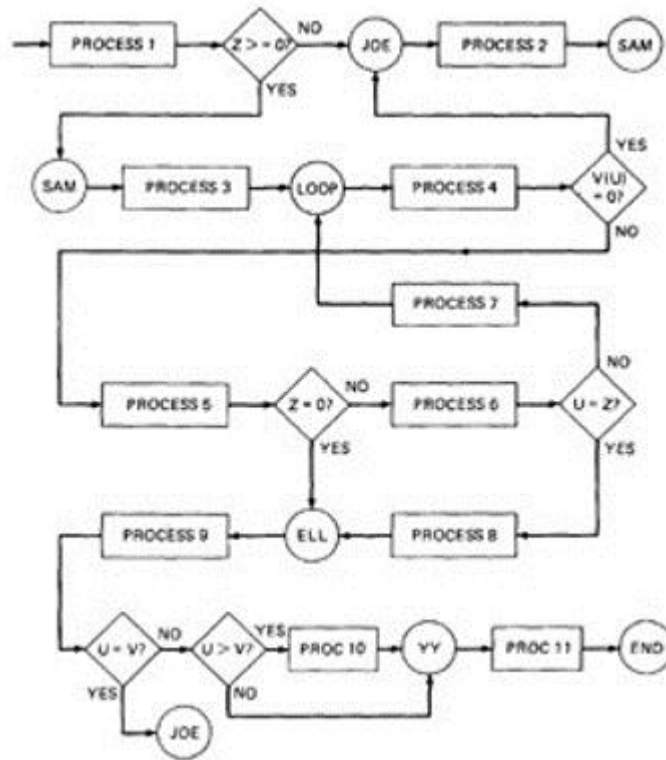 PROCESS 1
Z > = 0?
NO
JOE
PROCESS 2
SAM
YES
SAM
PROCESS 3
LOOP
PROCESS 4
YES
V(U)
= 0?
NO
PROCESS 7
NO
PROCESS 5
Z = 0?
NO
PROCESS 6
U = Z?
YES
YES
PROCESS 9
ELL
PROCESS 8
U = V?
NO
U > V?
YES
PROC 10
YY
PROC 11
END
YES
NO
JOE